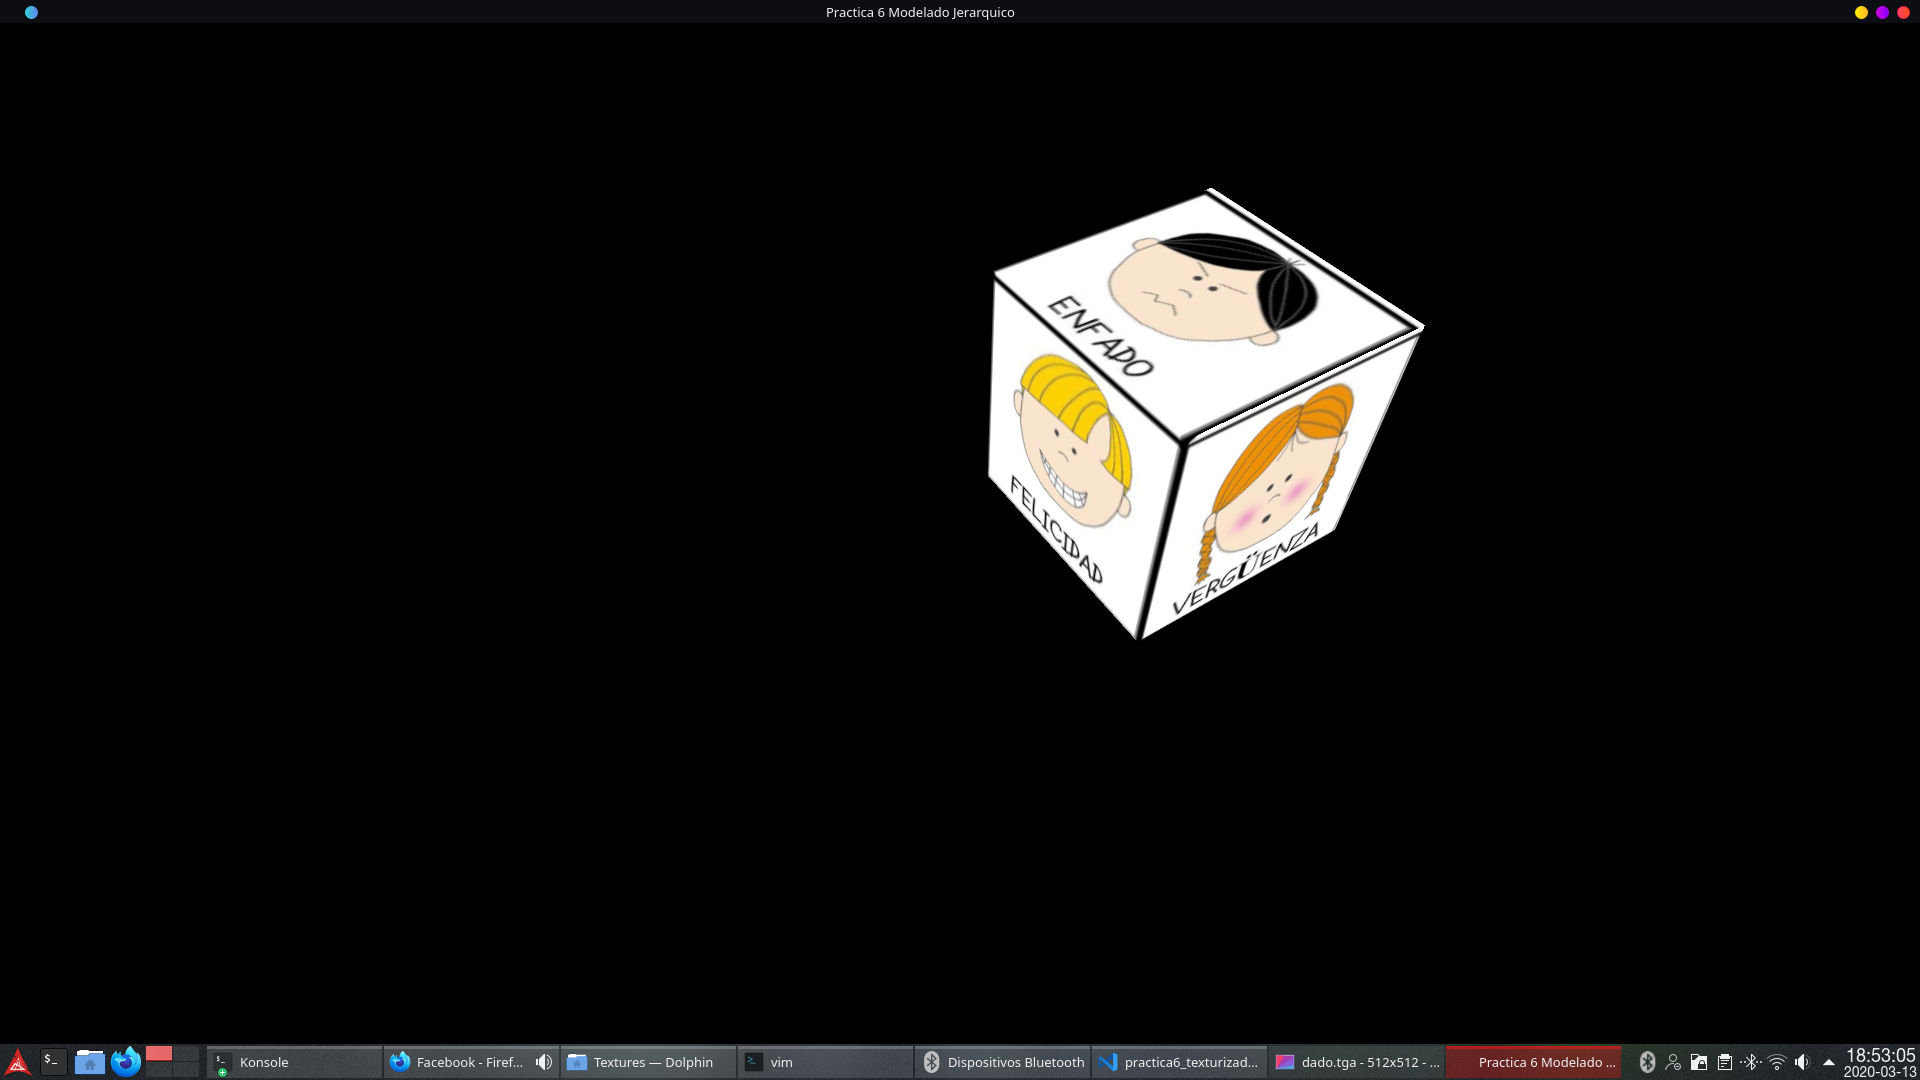 Practica 6 Modelado Jerarquico
ENFADO
FELICIDAD
VERGÜENZA
$_
$_
Konsole
Facebook - Firef...
Textures — Dolphin
vim
Dispositivos Bluetooth
practica6_texturizad...
dado.tga - 512x512 - ...
Practica 6 Modelado ...
18:53:05
2020-03-13